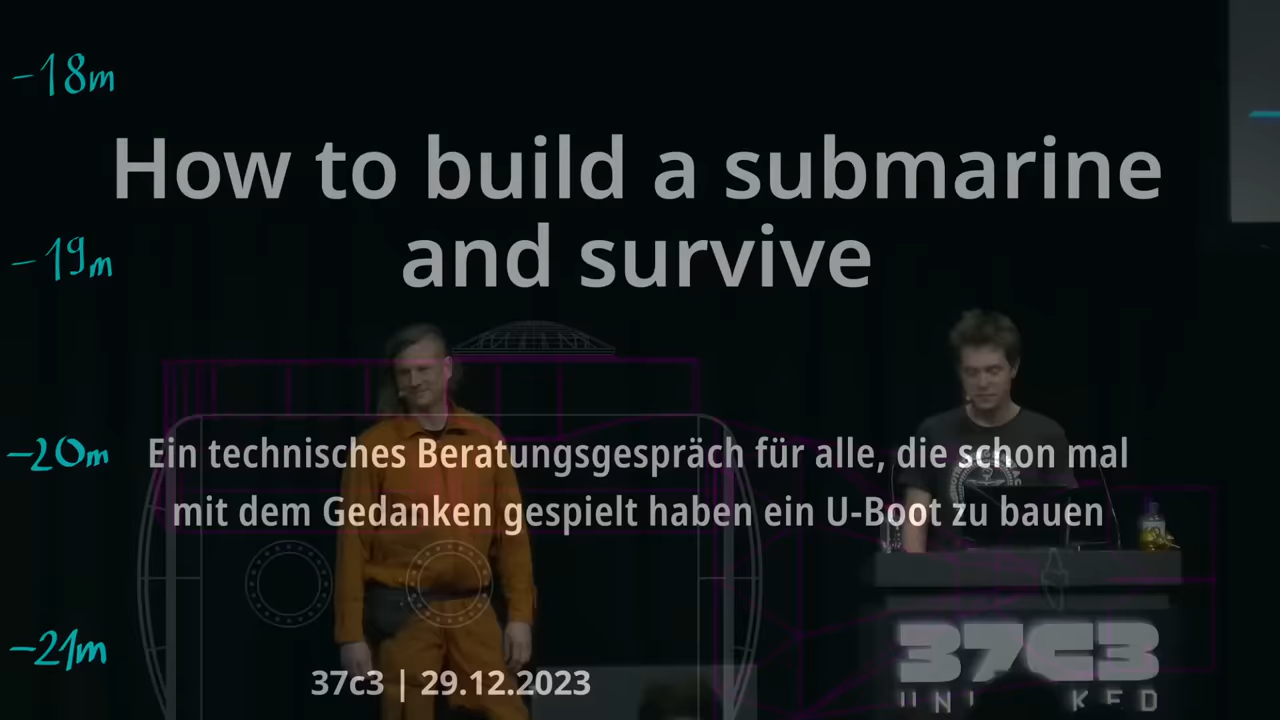 -18m
How to build a submarine
and survive
-19m
-20m
Ein technisches Beratungsgespräch für alle, die schon mal
mit dem Gedanken gespielt haben ein U-Boot zu bauen
-21m
37c3 | 29.12.2023
37C3